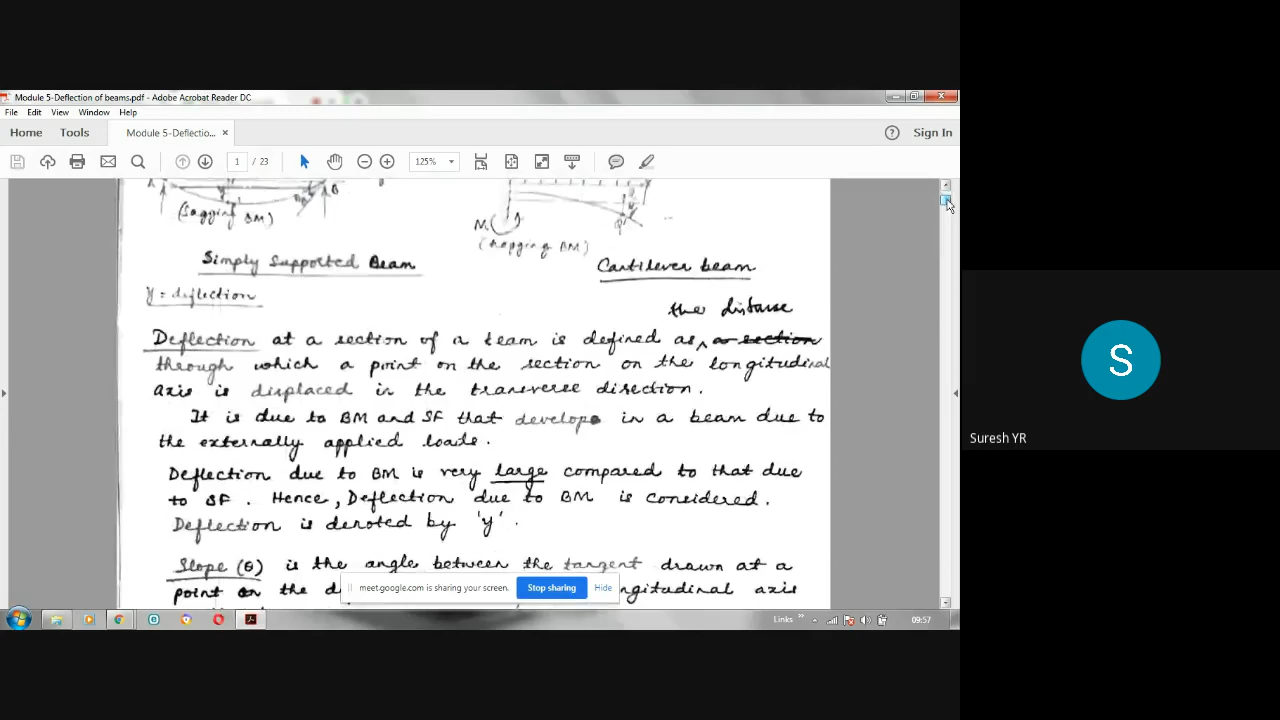 Module 5-Deflection of beams.pdf - Adobe Acrobat Reader DC
File Edit View Window Help
Home Tools Module 5-Deflectio... × Sign In
1 / 23 125%
A B
(Sagging BM)
M
(hogging BM)
Simply Supported Beam
Cantilever beam
y = deflection
the distance
Deflection at a section of a beam is defined as ^ a section
through which a point on the section on the longitudinal
axis is displaced in the transverse direction.
It is due to BM and SF that develops in a beam due to
the externally applied loads.
Deflection due to BM is very large compared to that due
to SF. Hence, Deflection due to BM is considered.
Deflection is denoted by 'y'.
Slope (θ) is the angle between the tangent drawn at a
point on the
axis
meet.google.com is sharing your screen. Stop sharing Hide
Links » 09:57
S
Suresh YR